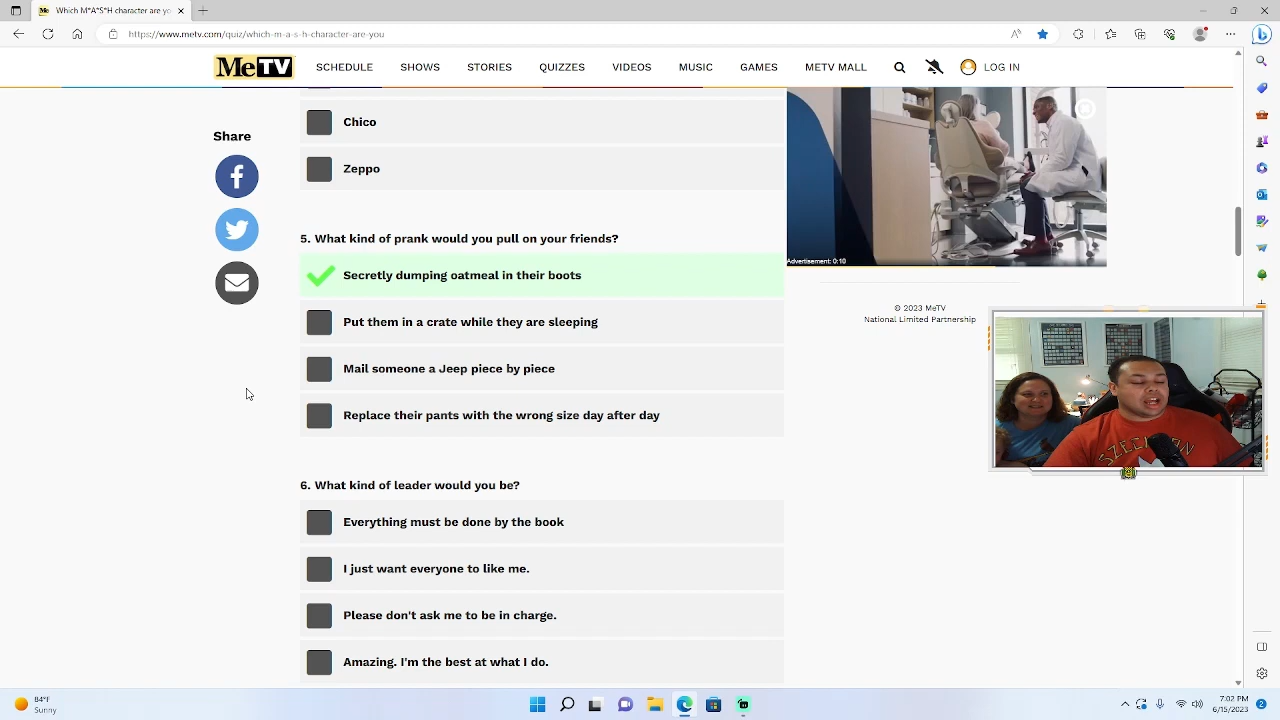 Which M*A*S*H character are yo
https://www.metv.com/quiz/which-m-a-s-h-character-are-you
MeTV
SCHEDULE
SHOWS
STORIES
QUIZZES
VIDEOS
MUSIC
GAMES
METV MALL
LOG IN
Share
Chico
Zeppo
5. What kind of prank would you pull on your friends?
Secretly dumping oatmeal in their boots
Put them in a crate while they are sleeping
Mail someone a Jeep piece by piece
Replace their pants with the wrong size day after day
6. What kind of leader would you be?
Everything must be done by the book
I just want everyone to like me.
Please don't ask me to be in charge.
Amazing. I'm the best at what I do.
Advertisement: 0:10
© 2023 MeTV
National Limited Partnership
84°F
Sunny
7:02 PM
6/15/2023